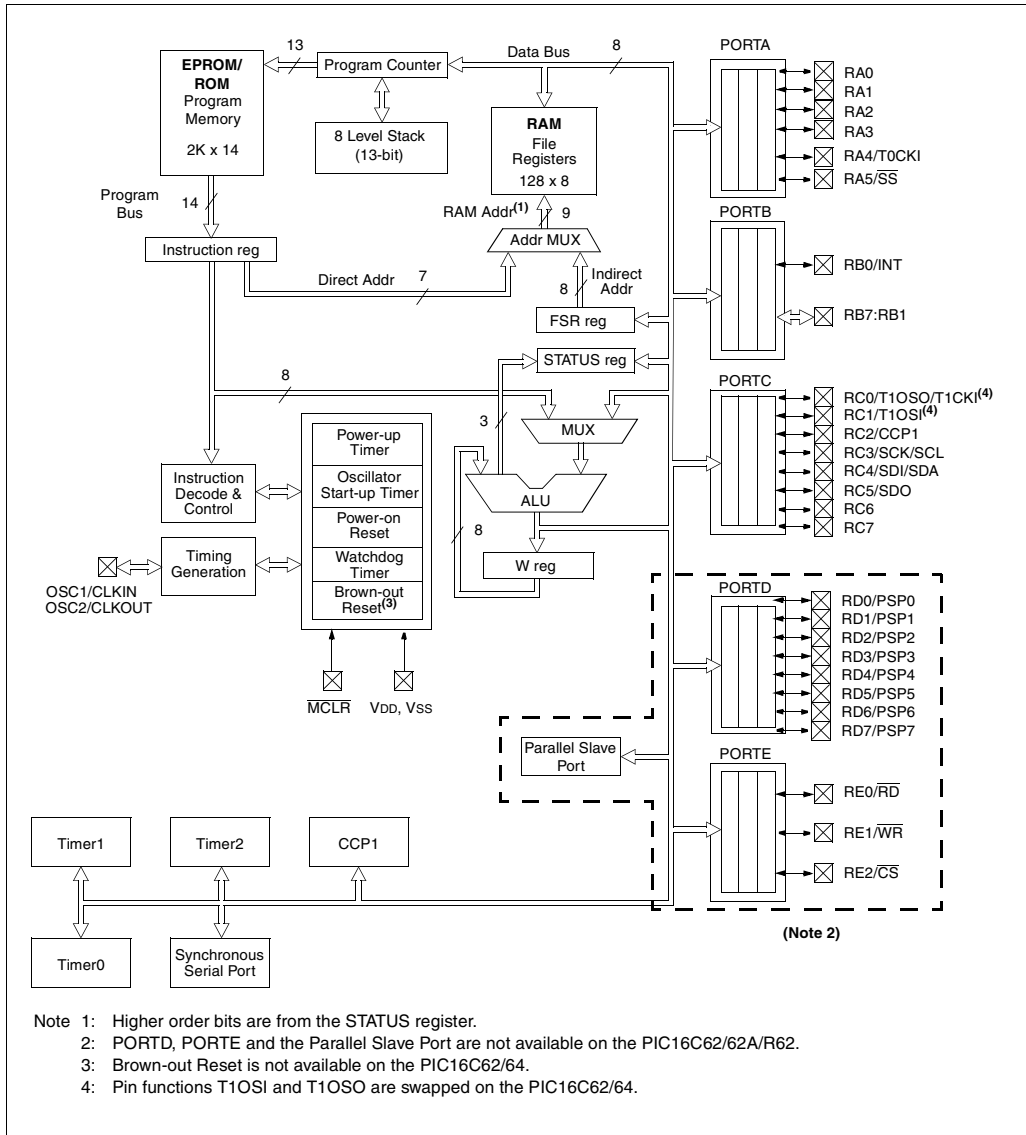 13
Data Bus
8
PORTA
EPROM/
ROM
Program
Memory
2K x 14
Program Counter
8 Level Stack
(13-bit)
RAM
File
Registers
128 x 8
RA0
RA1
RA2
RA3
RA4/T0CKI
RA5/SS
Program
Bus
14
RAM Addr(1)
9
PORTB
Instruction reg
Addr MUX
Direct Addr
7
8
Indirect
Addr
RB0/INT
RB7:RB1
FSR reg
STATUS reg
8
3
MUX
ALU
8
W reg
PORTC
RC0/T1OSO/T1CKI(4)
RC1/T1OSI(4)
RC2/CCP1
RC3/SCK/SCL
RC4/SDI/SDA
RC5/SDO
RC6
RC7
Power-up
Timer
Oscillator
Start-up Timer
Power-on
Reset
Watchdog
Timer
Brown-out
Reset(3)
Instruction
Decode &
Control
Timing
Generation
OSC1/CLKIN
OSC2/CLKOUT
MCLR
VDD, VSS
PORTD
RD0/PSP0
RD1/PSP1
RD2/PSP2
RD3/PSP3
RD4/PSP4
RD5/PSP5
RD6/PSP6
RD7/PSP7
Parallel Slave
Port
PORTE
RE0/RD
RE1/WR
RE2/CS
(Note 2)
Timer1
Timer2
CCP1
Timer0
Synchronous
Serial Port
Note 1: Higher order bits are from the STATUS register.
2: PORTD, PORTE and the Parallel Slave Port are not available on the PIC16C62/62A/R62.
3: Brown-out Reset is not available on the PIC16C62/64.
4: Pin functions T1OSI and T1OSO are swapped on the PIC16C62/64.